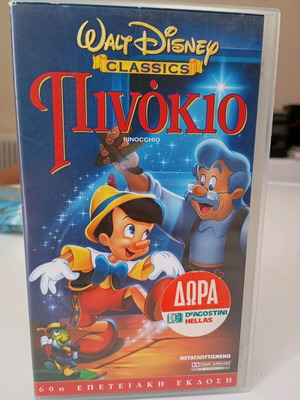 WALT DISNEY
CLASSICS
ΠΙΝΟΚΙΟ
PINOCCHIO
ΔΩΡΑ
DeAGOSTINI
HELLAS
ΜΕΤΑΓΛΩΤΤΙΣΜΕΝΟ
60η ΕΠΕΤΕΙΑΚΗ ΕΚΔΟΣΗ